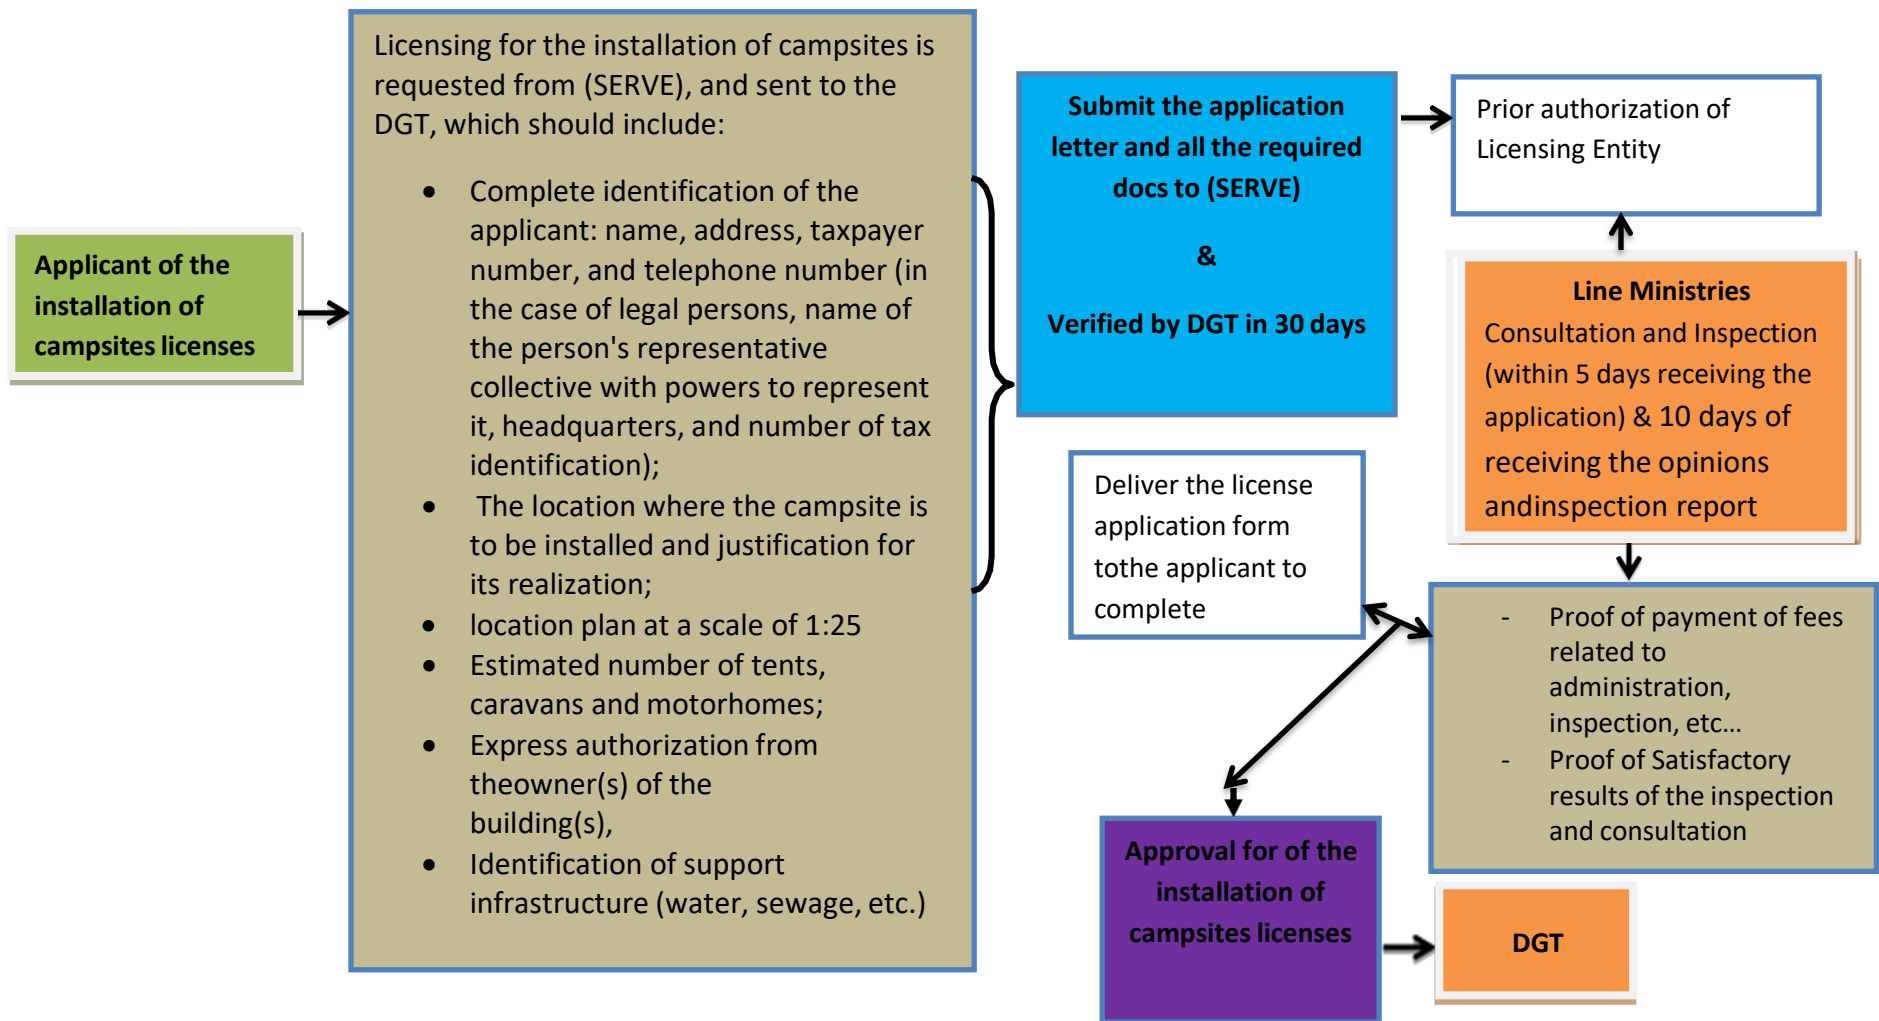 Applicant of the
installation of
campsites licenses
Licensing for the installation of campsites is
requested from (SERVE), and sent to the
DGT, which should include:
• Complete identification of the
applicant: name, address, taxpayer
number, and telephone number (in
the case of legal persons, name of
the person's representative
collective with powers to represent
it, headquarters, and number of tax
identification);
• The location where the campsite is
to be installed and justification for
its realization;
• location plan at a scale of 1:25
• Estimated number of tents,
caravans and motorhomes;
• Express authorization from
theowner(s) of the
building(s),
• Identification of support
infrastructure (water, sewage, etc.)
Submit the application
letter and all the required
docs to (SERVE)
&
Verified by DGT in 30 days
Prior authorization of
Licensing Entity
Line Ministries
Consultation and Inspection
(within 5 days receiving the
application) & 10 days of
receiving the opinions
andinspection report
Deliver the license
application form
tothe applicant to
complete
- Proof of payment of fees
related to
administration,
inspection, etc…
- Proof of Satisfactory
results of the inspection
and consultation
Approval for of the
installation of
campsites licenses
DGT